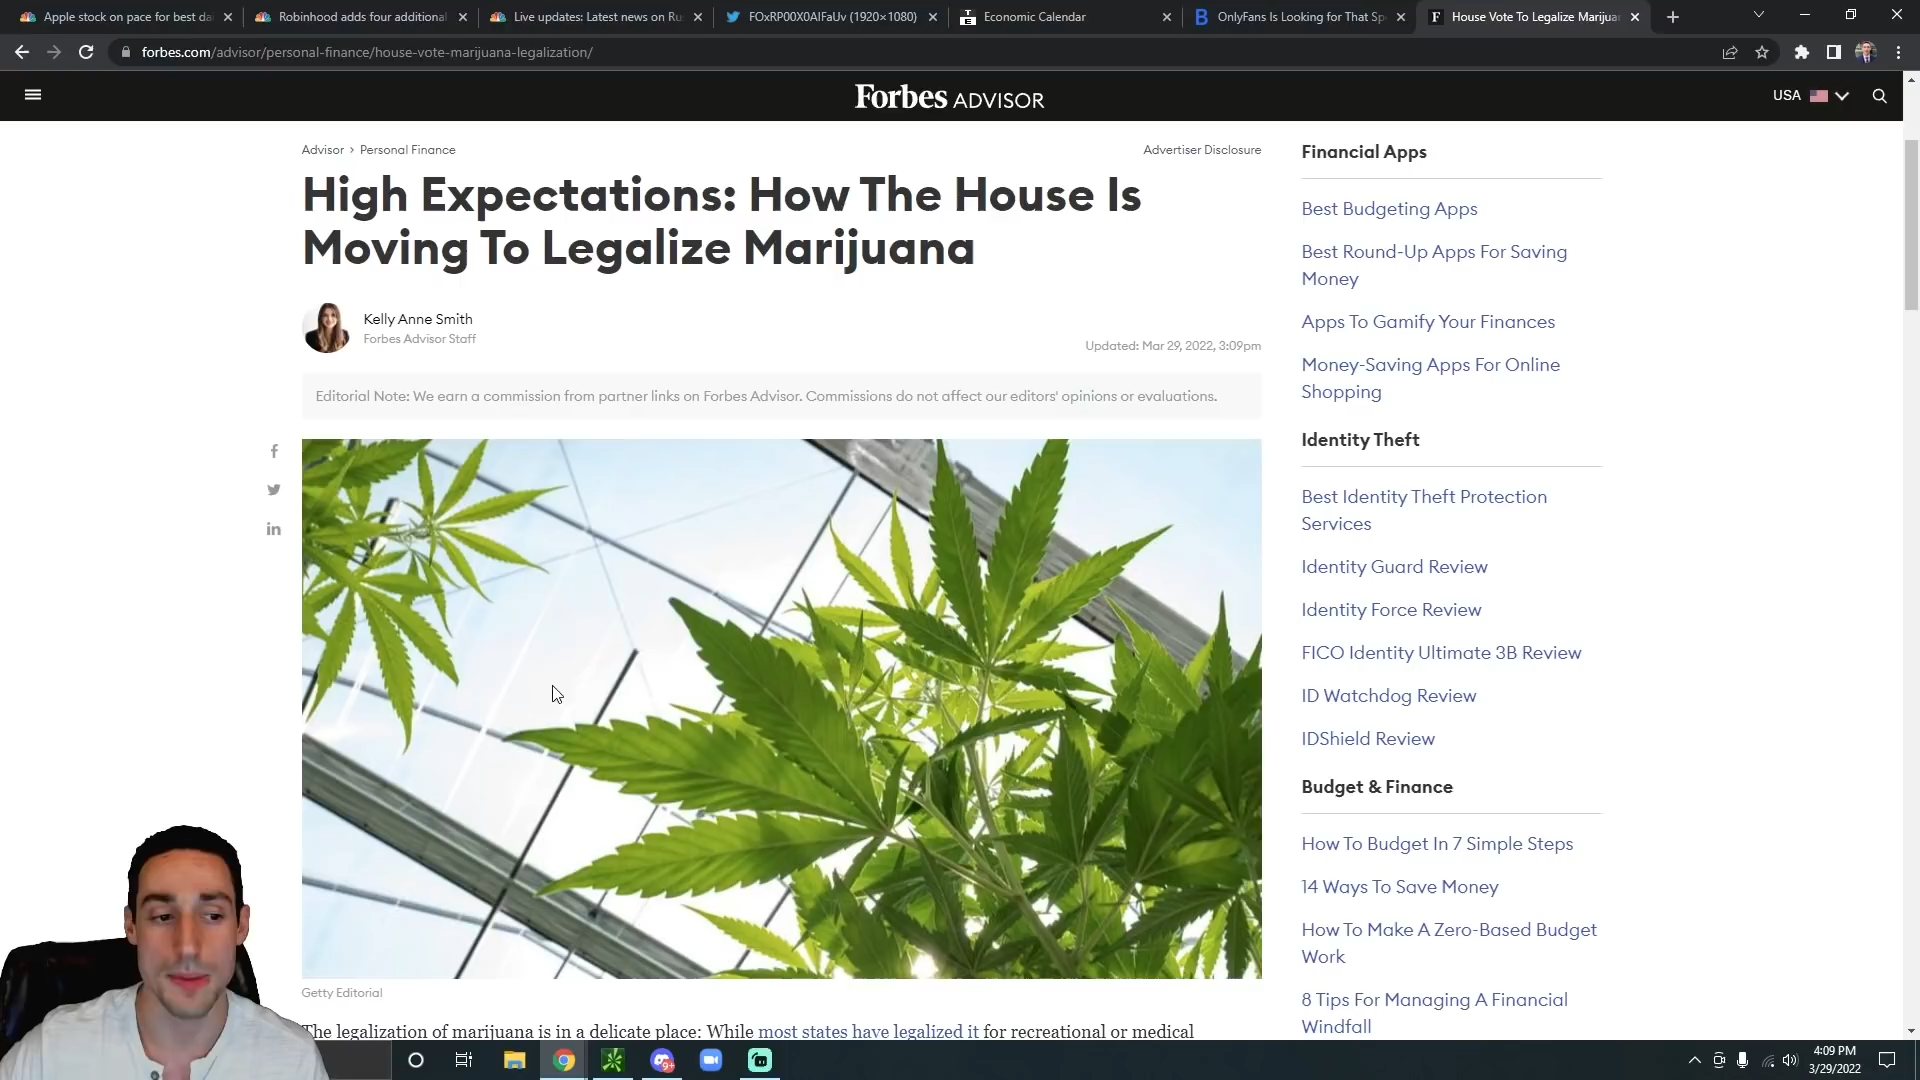 Apple stock on pace for best da
Robinhood adds four additional
Live updates: Latest news on Ru
FOxRP00X0AIFaUv (1920×1080)
Economic Calendar
OnlyFans Is Looking for That Sp
House Vote To Legalize Marijuan
forbes.com/advisor/personal-finance/house-vote-marijuana-legalization/
Forbes ADVISOR
USA
Advisor > Personal Finance
Advertiser Disclosure
High Expectations: How The House Is
Moving To Legalize Marijuana
Kelly Anne Smith
Forbes Advisor Staff
Updated: Mar 29, 2022, 3:09pm
Editorial Note: We earn a commission from partner links on Forbes Advisor. Commissions do not affect our editors' opinions or evaluations.
Getty Editorial
The legalization of marijuana is in a delicate place: While most states have legalized it for recreational or medical
Financial Apps
Best Budgeting Apps
Best Round-Up Apps For Saving
Money
Apps To Gamify Your Finances
Money-Saving Apps For Online
Shopping
Identity Theft
Best Identity Theft Protection
Services
Identity Guard Review
Identity Force Review
FICO Identity Ultimate 3B Review
ID Watchdog Review
IDShield Review
Budget & Finance
How To Budget In 7 Simple Steps
14 Ways To Save Money
How To Make A Zero-Based Budget
Work
8 Tips For Managing A Financial
Windfall
9+
4:09 PM
3/29/2022